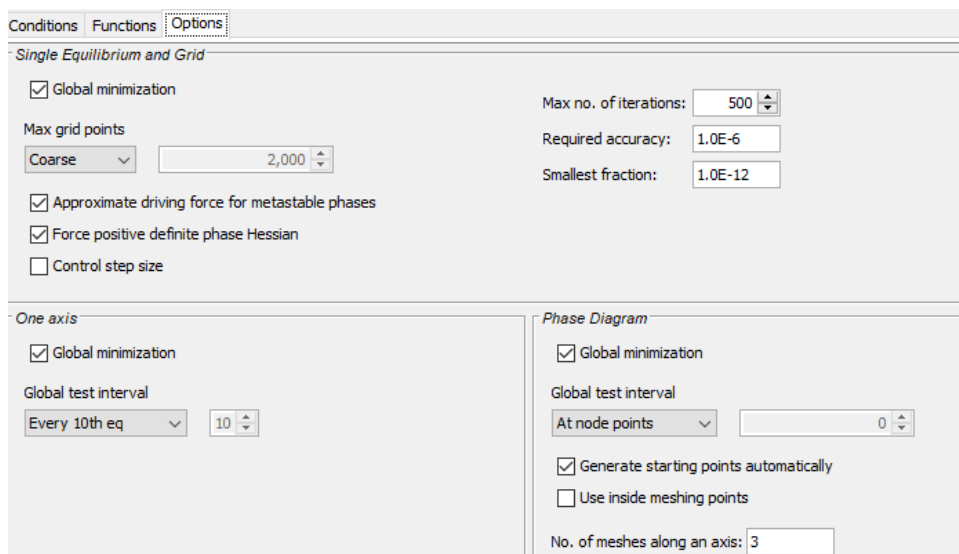 Conditions Functions Options
Single Equilibrium and Grid
Global minimization
Max grid points
Coarse 2,000
Approximate driving force for metastable phases
Force positive definite phase Hessian
Control step size
Max no. of iterations: 500
Required accuracy: 1.0E-6
Smallest fraction: 1.0E-12
One axis
Global minimization
Global test interval
Every 10th eq 10
Phase Diagram
Global minimization
Global test interval
At node points 0
Generate starting points automatically
Use inside meshing points
No. of meshes along an axis: 3